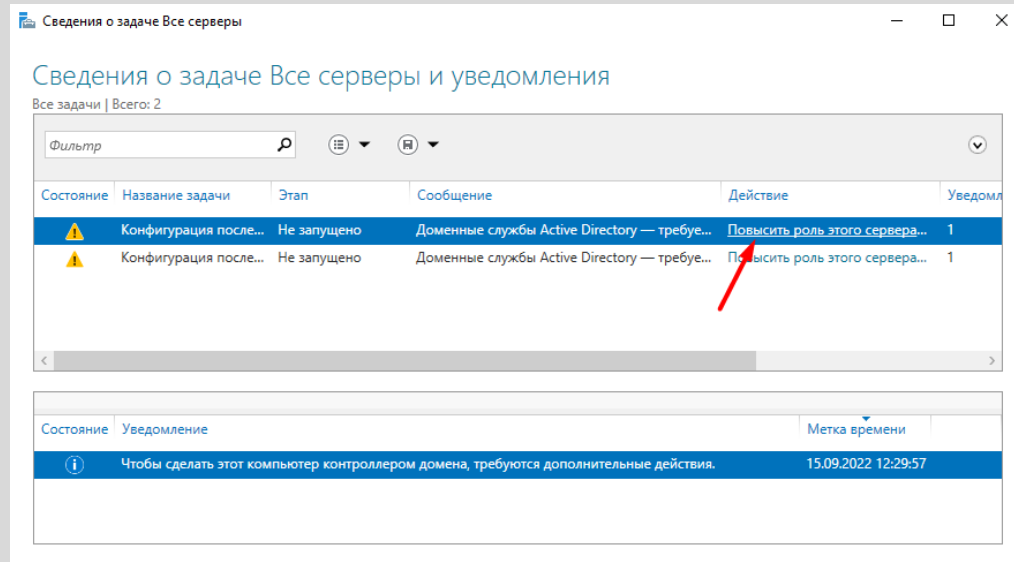 Сведения о задаче Все серверы
Сведения о задаче Все серверы и уведомления
Все задачи | Всего: 2
Фильтр
Состояние Название задачи Этап Сообщение Действие Уведомл
Конфигурация после... Не запущено Доменные службы Active Directory — требуе... Повысить роль этого сервера... 1
Конфигурация после... Не запущено Доменные службы Active Directory — требуе... Повысить роль этого сервера... 1
Состояние Уведомление Метка времени
Чтобы сделать этот компьютер контроллером домена, требуются дополнительные действия. 15.09.2022 12:29:57